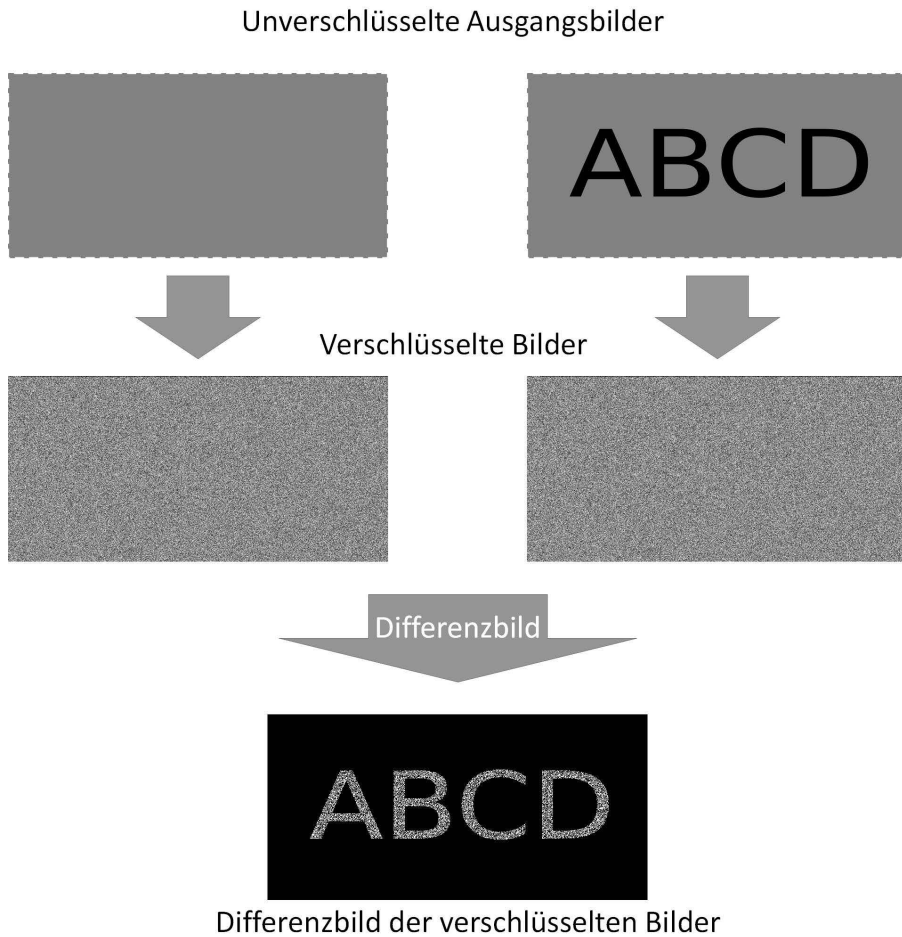 Unverschlüsselte Ausgangsbilder
ABCD
Verschlüsselte Bilder
Differenzbild
ABCD
Differenzbild der verschlüsselten Bilder